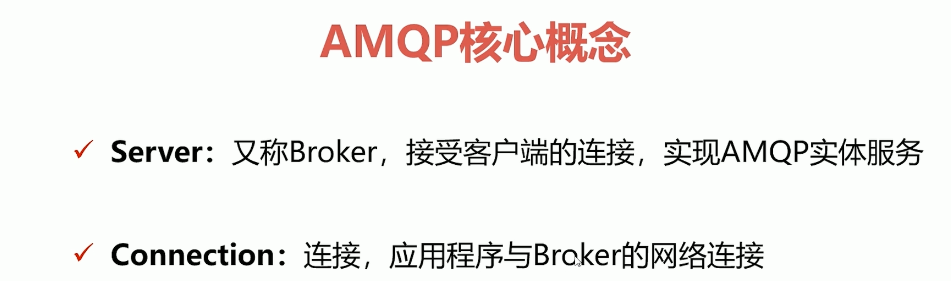 AMQP核心概念
Server：又称Broker，接受客户端的连接，实现AMQP实体服务
Connection：连接，应用程序与Broker的网络连接